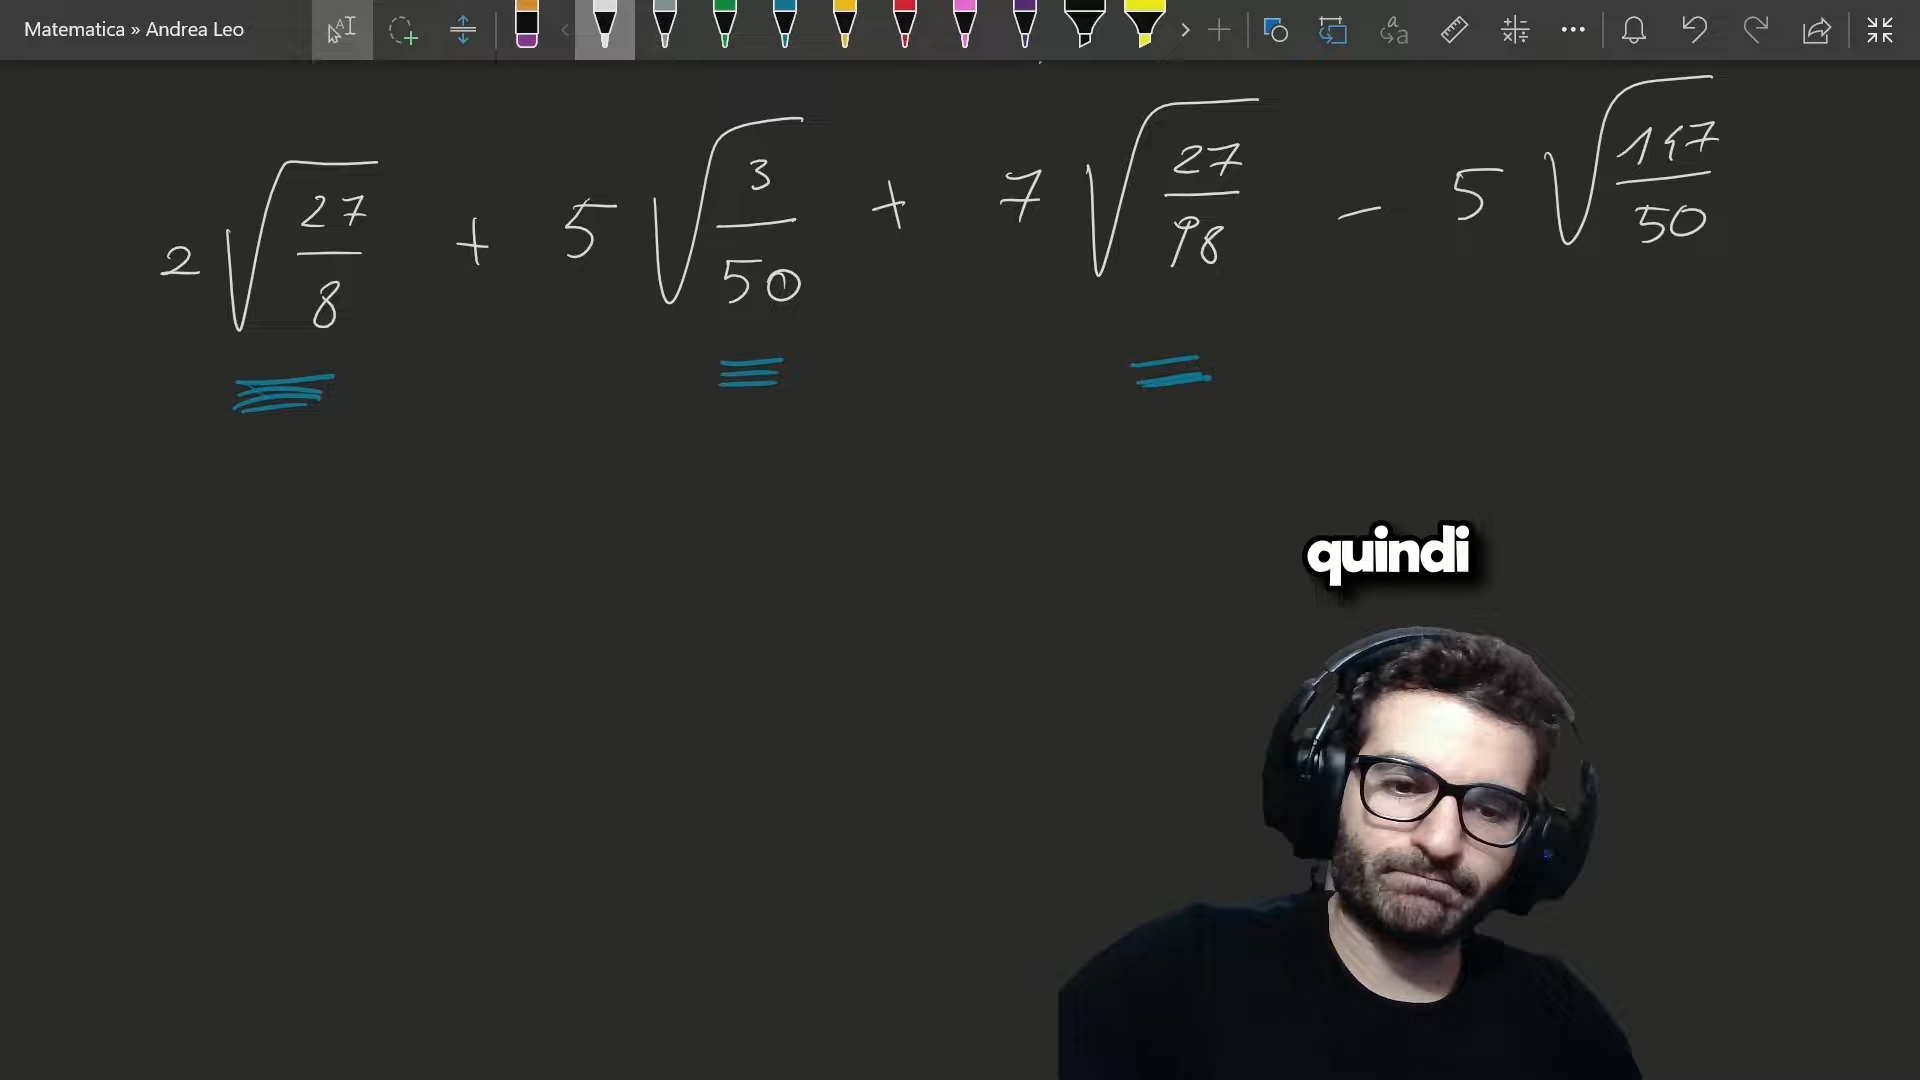 Matematica » Andrea Leo
2 √(27/8) + 5 √(3/50) + 7 √(27/98) − 5 √(147/50)
quindi